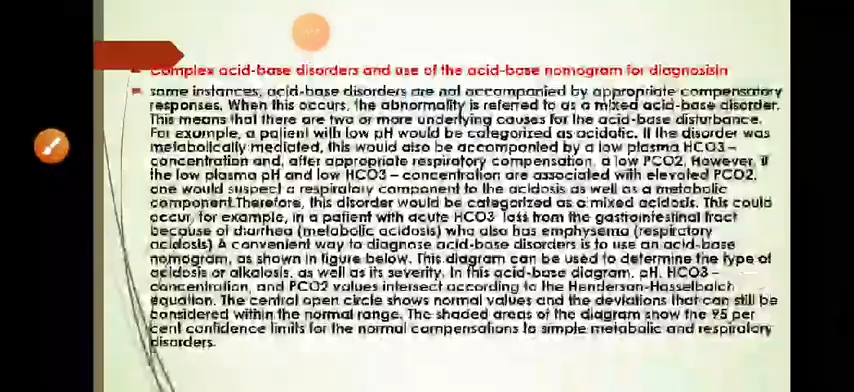 Complex acid-base disorders and use of the acid-base nomogram for diagnosisin
some instances, acid-base disorders are not accompanied by appropriate compensatory
responses. When this occurs, the abnormality is referred to as a mixed acid-base disorder.
This means that there are two or more underlying causes for the acid-base disturbance.
For example, a patient with low pH would be categorized as acidotic. If the disorder was
metabolically mediated, this would also be accompanied by a low plasma HCO3 –
concentration and, after appropriate respiratory compensation, a low PCO2. However, if
the low plasma pH and low HCO3 – concentration are associated with elevated PCO2,
one would suspect a respiratory component to the acidosis as well as a metabolic
component.Therefore, this disorder would be categorized as a mixed acidosis. This could
occur, for example, in a patient with acute HCO3 loss from the gastrointestinal tract
because of diarrhea (metabolic acidosis) who also has emphysema (respiratory
acidosis) A convenient way to diagnose acid-base disorders is to use an acid-base
nomogram, as shown in figure below. This diagram can be used to determine the type of
acidosis or alkalosis, as well as its severity. In this acid-base diagram, pH, HCO3 –
concentration, and PCO2 values intersect according to the Henderson-Hasselbalch
equation. The central open circle shows normal values and the deviations that can still be
considered within the normal range. The shaded areas of the diagram show the 95 per
cent confidence limits for the normal compensations to simple metabolic and respiratory
disorders.